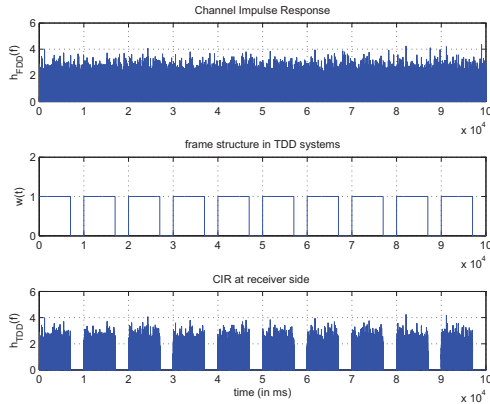 Channel Impulse Response
h_FDD(f)
6
4
2
0
0 1 2 3 4 5 6 7 8 9 10
x 10^4
frame structure in TDD systems
w(t)
2
1
0
0 1 2 3 4 5 6 7 8 9 10
x 10^4
CIR at receiver side
h_TDD(f)
6
4
2
0
0 1 2 3 4 5 6 7 8 9 10
time (in ms)
x 10^4